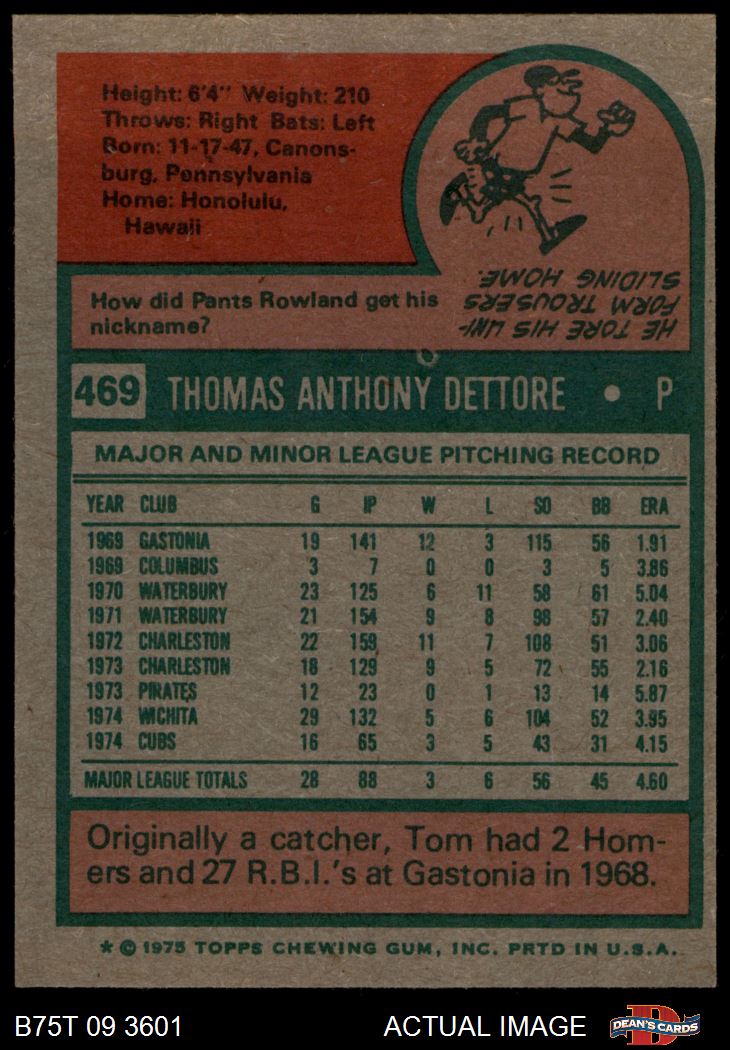 Height: 6'4" Weight: 210
Throws: Right Bats: Left
Born: 11-17-47, Canons-
burg, Pennsylvania
Home: Honolulu,
Hawaii
How did Pants Rowland get his
nickname?
HE TORE HIS UNI-
FORM TROUSERS
SLIDING HOME.
469 THOMAS ANTHONY DETTORE • P
MAJOR AND MINOR LEAGUE PITCHING RECORD
YEAR CLUB G IP W L SO BB ERA
1969 GASTONIA 19 141 12 3 115 56 1.91
1969 COLUMBUS 3 7 0 0 3 5 3.86
1970 WATERBURY 23 125 6 11 58 61 5.04
1971 WATERBURY 21 154 9 8 98 57 2.40
1972 CHARLESTON 22 159 11 7 108 51 3.06
1973 CHARLESTON 18 129 9 5 72 55 2.16
1973 PIRATES 12 23 0 1 13 14 5.87
1974 WICHITA 29 132 5 6 104 52 3.95
1974 CUBS 16 65 3 5 43 31 4.15
MAJOR LEAGUE TOTALS 28 88 3 6 56 45 4.60
Originally a catcher, Tom had 2 Hom-
ers and 27 R.B.I.'s at Gastonia in 1968.
* © 1975 TOPPS CHEWING GUM, INC. PRTD IN U.S.A.
B75T 09 3601 ACTUAL IMAGE DEAN'S CARDS